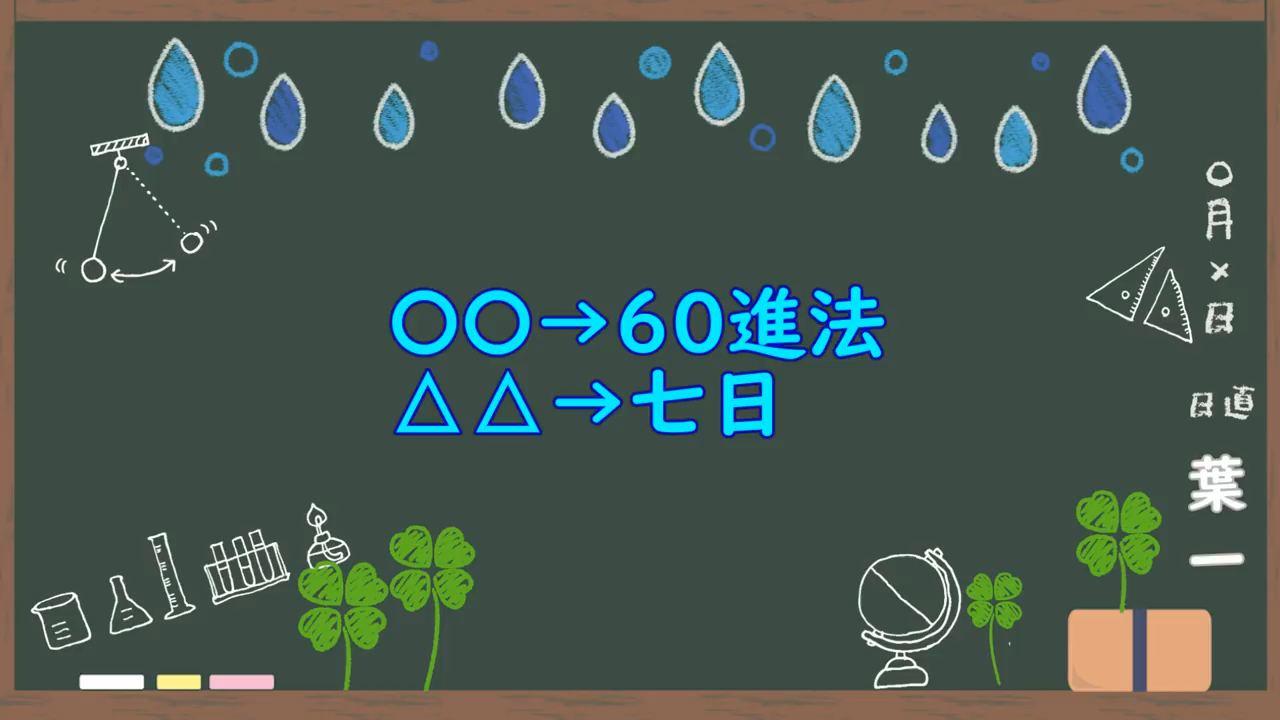 〇〇→60進法
△△→七日
〇月×日
日直
葉一